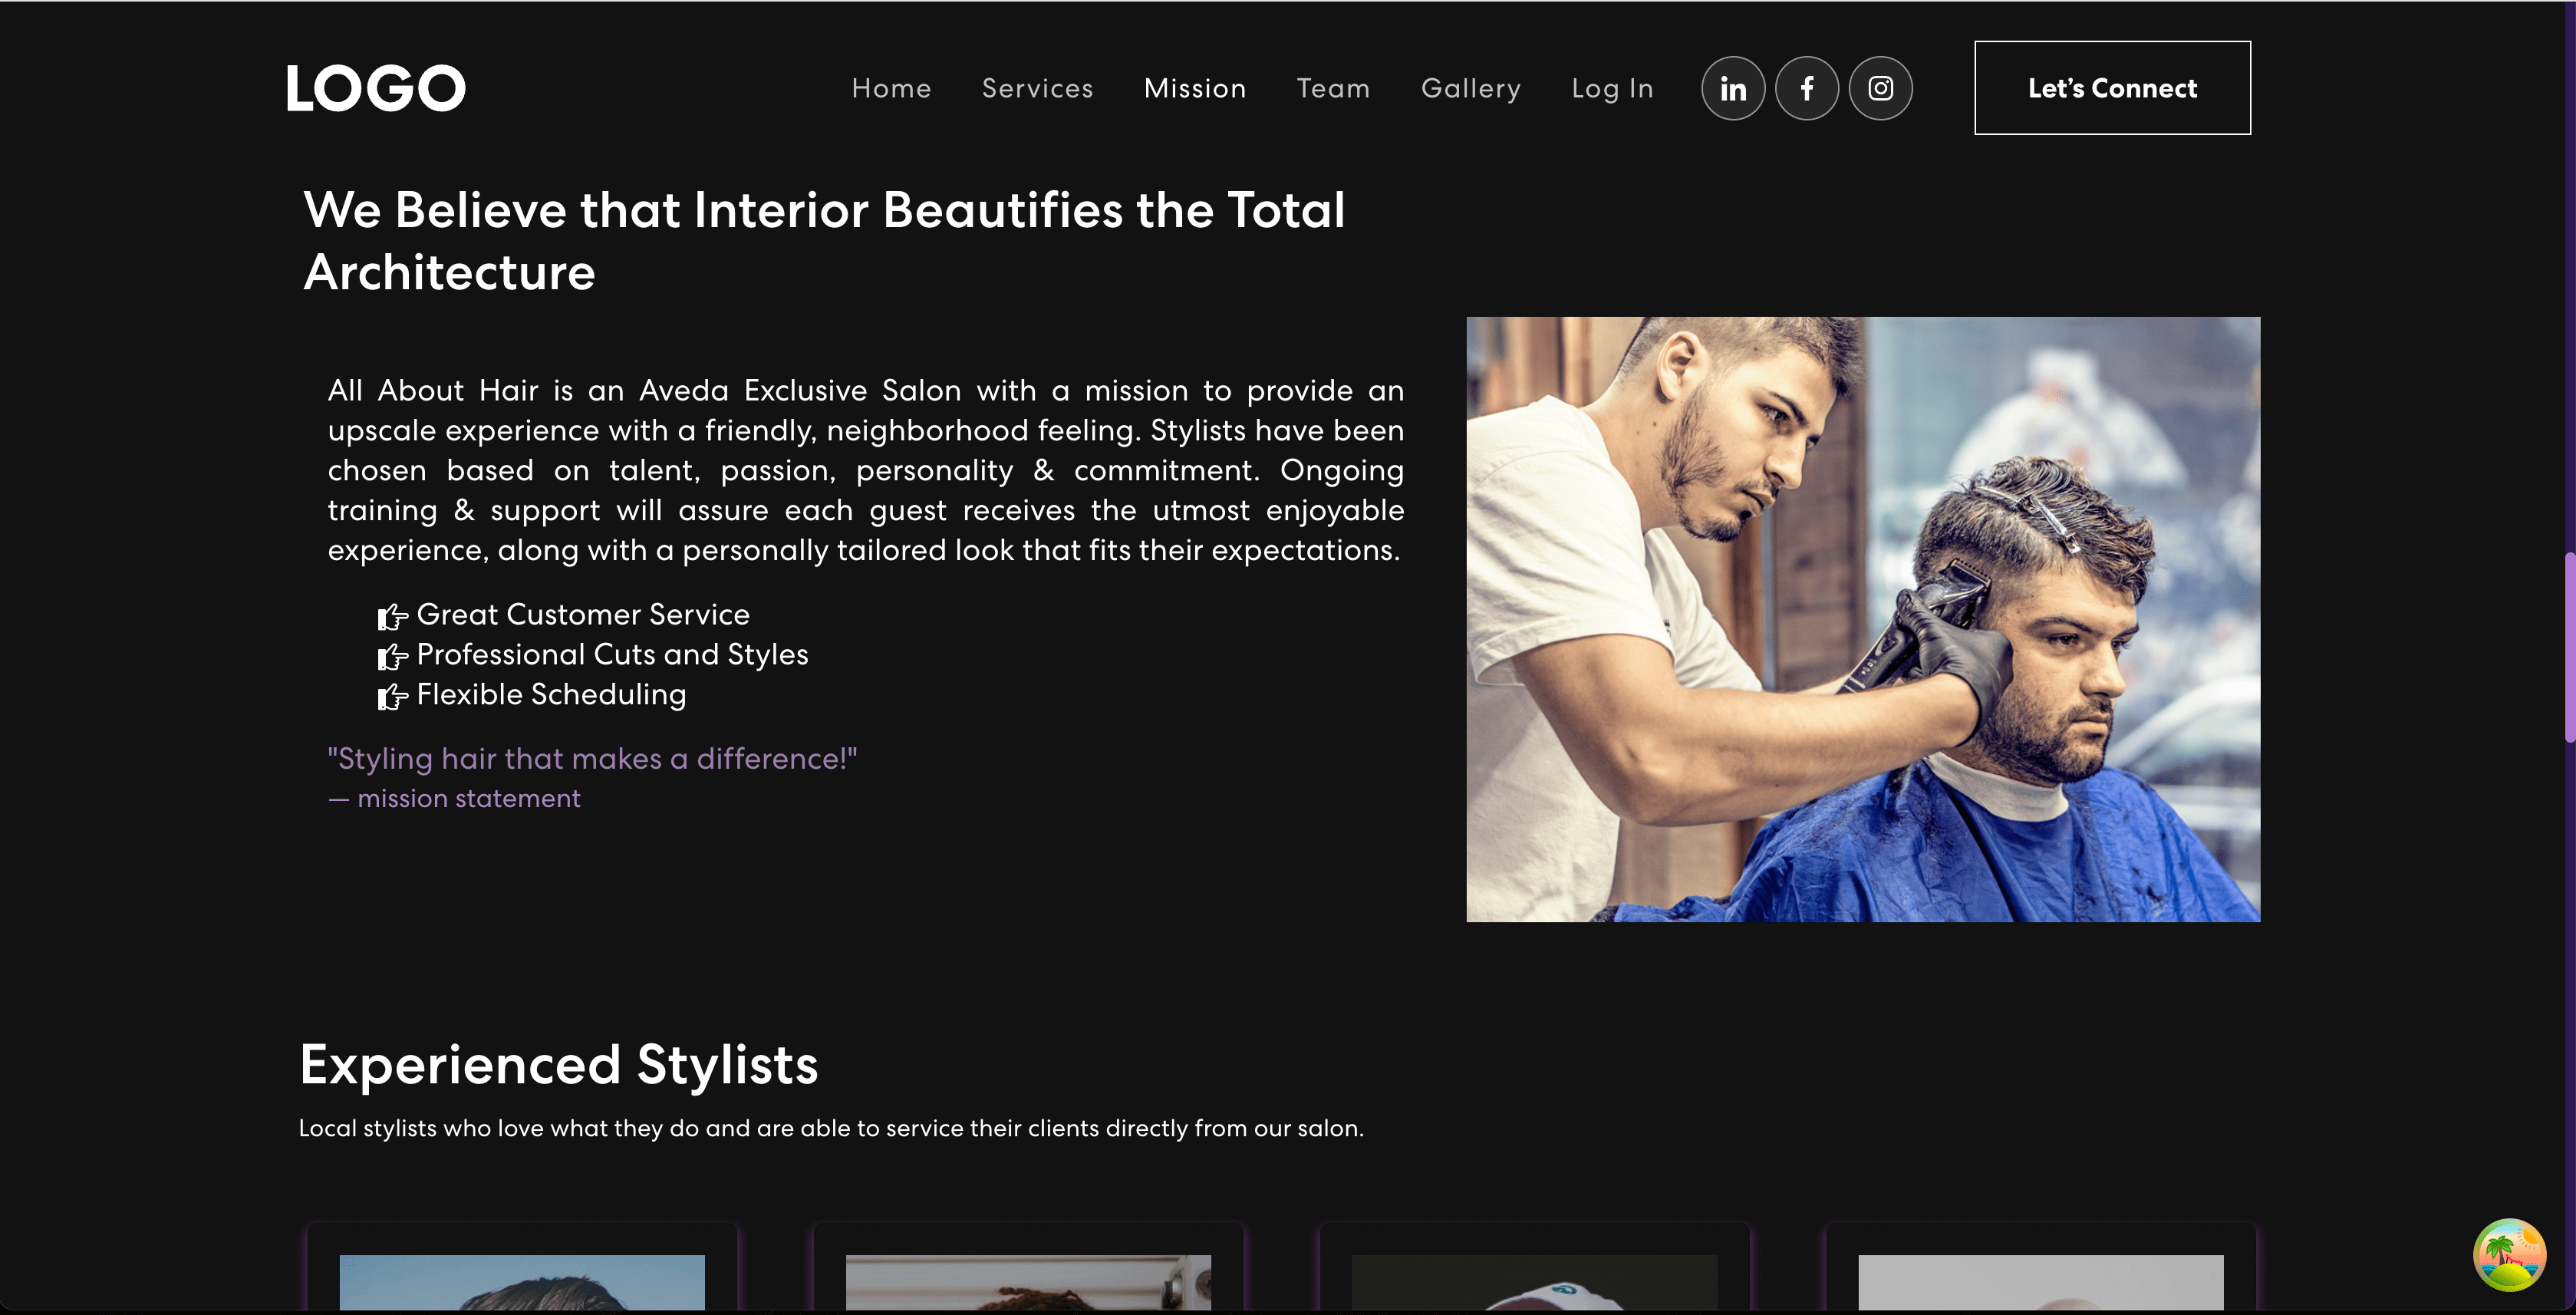 LOGO
Home Services Mission Team Gallery Log In in f Let’s Connect
We Believe that Interior Beautifies the Total
Architecture
All About Hair is an Aveda Exclusive Salon with a mission to provide an
upscale experience with a friendly, neighborhood feeling. Stylists have been
chosen based on talent, passion, personality & commitment. Ongoing
training & support will assure each guest receives the utmost enjoyable
experience, along with a personally tailored look that fits their expectations.
Great Customer Service
Professional Cuts and Styles
Flexible Scheduling
"Styling hair that makes a difference!"
— mission statement
Experienced Stylists
Local stylists who love what they do and are able to service their clients directly from our salon.